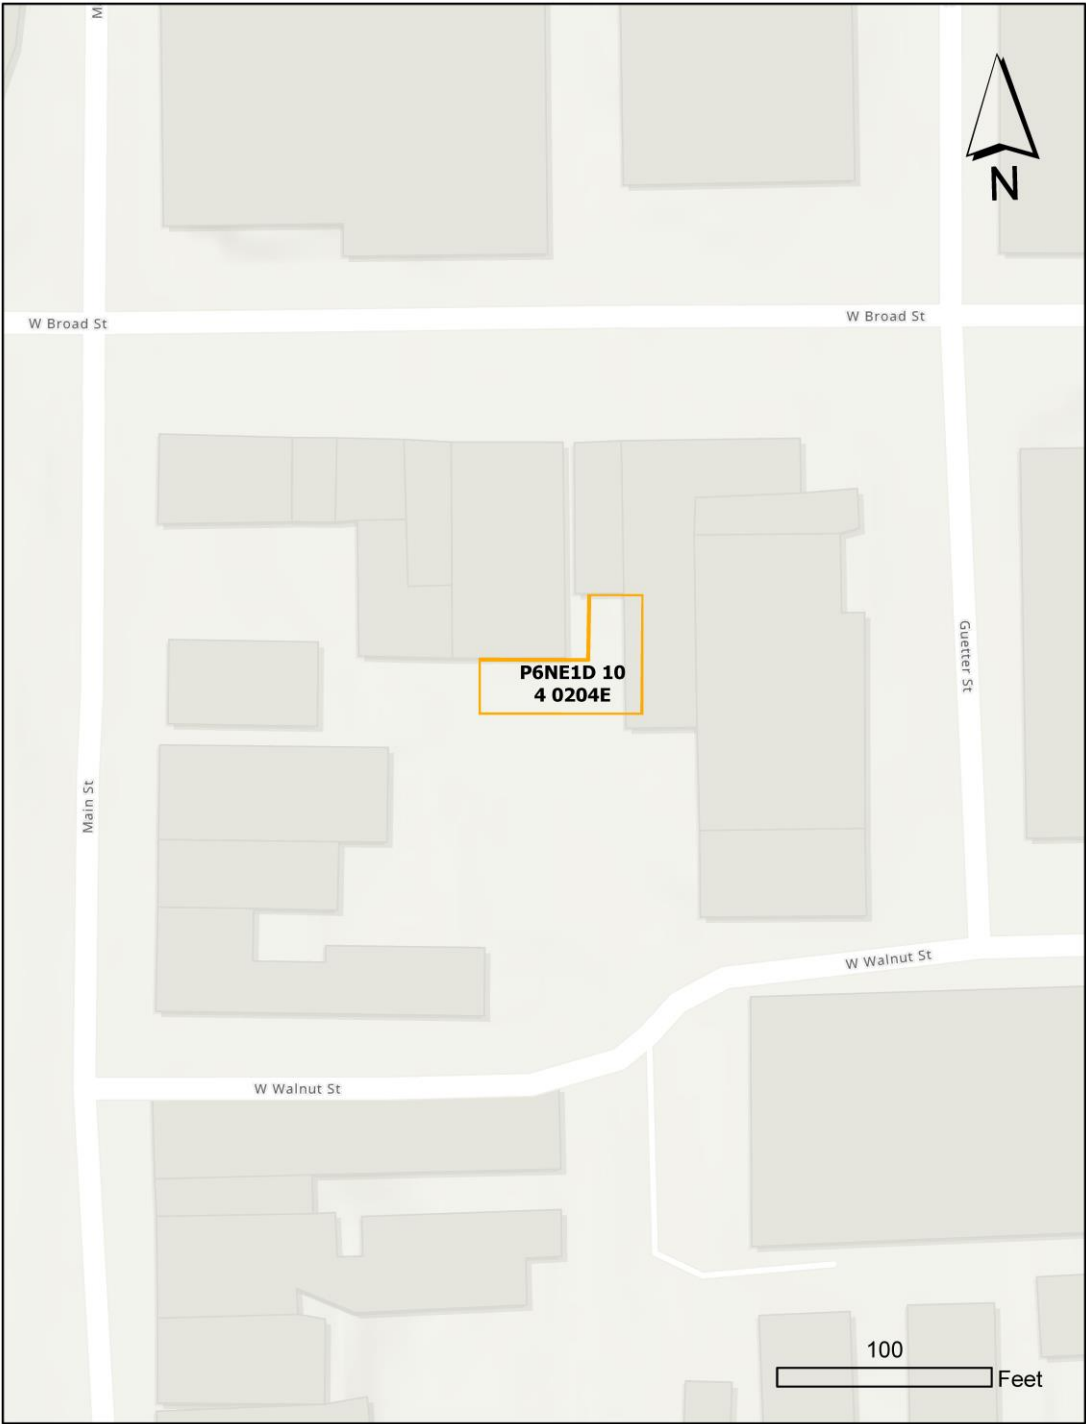 M
N
W Broad St
W Broad St
Guetter St
P6NE1D 10
4 0204E
Main St
W Walnut St
W Walnut St
100
Feet